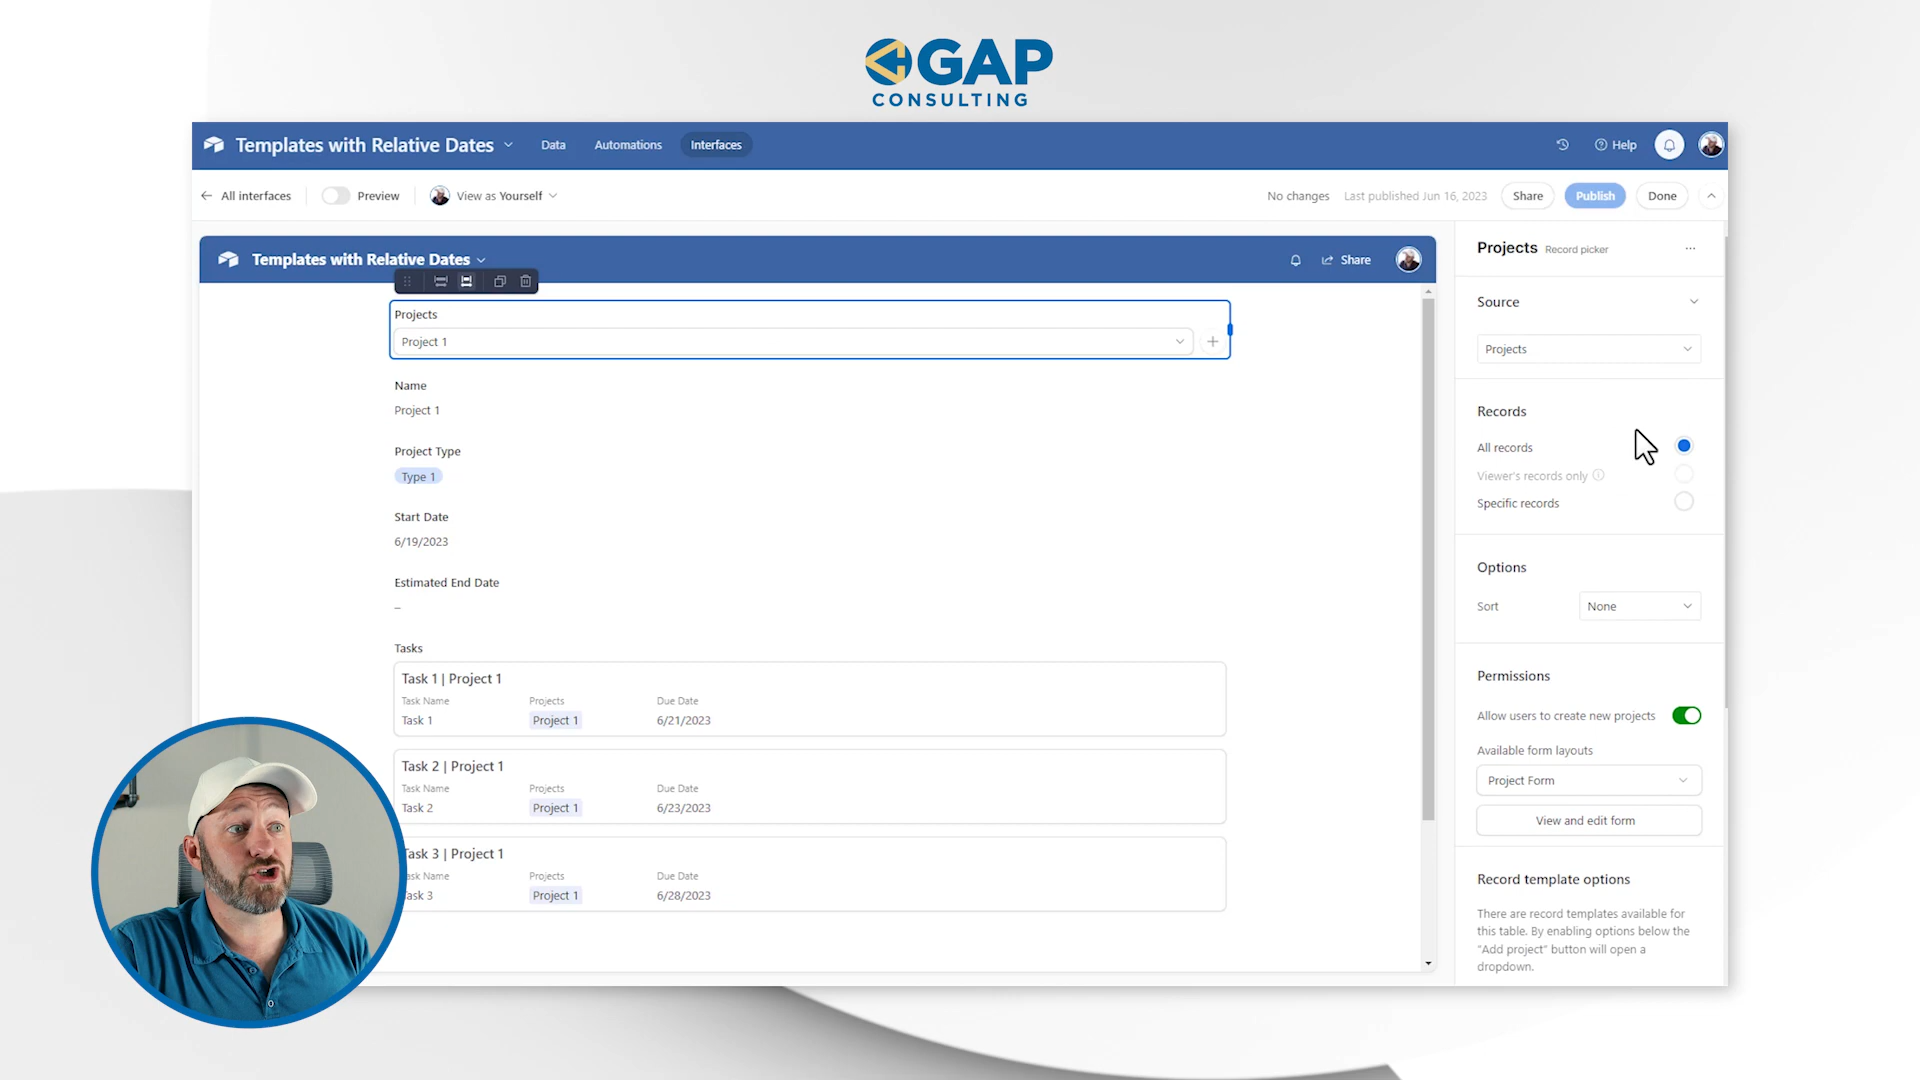 GAP
CONSULTING
Templates with Relative Dates
Data
Automations
Interfaces
Help
All interfaces
Preview
View as Yourself
No changes
Last published Jun 16, 2023
Share
Publish
Done
Templates with Relative Dates
Share
Projects
Project 1
Name
Project 1
Project Type
Type 1
Start Date
6/19/2023
Estimated End Date
–
Tasks
Task 1 | Project 1
Task Name Projects Due Date
Task 1 Project 1 6/21/2023
Task 2 | Project 1
Task Name Projects Due Date
Task 2 Project 1 6/23/2023
Task 3 | Project 1
ask Name Projects Due Date
ask 3 Project 1 6/28/2023
Projects Record picker
Source
Projects
Records
All records
Viewer's records only
Specific records
Options
Sort None
Permissions
Allow users to create new projects
Available form layouts
Project Form
View and edit form
Record template options
There are record templates available for
this table. By enabling options below the
"Add project" button will open a
dropdown.